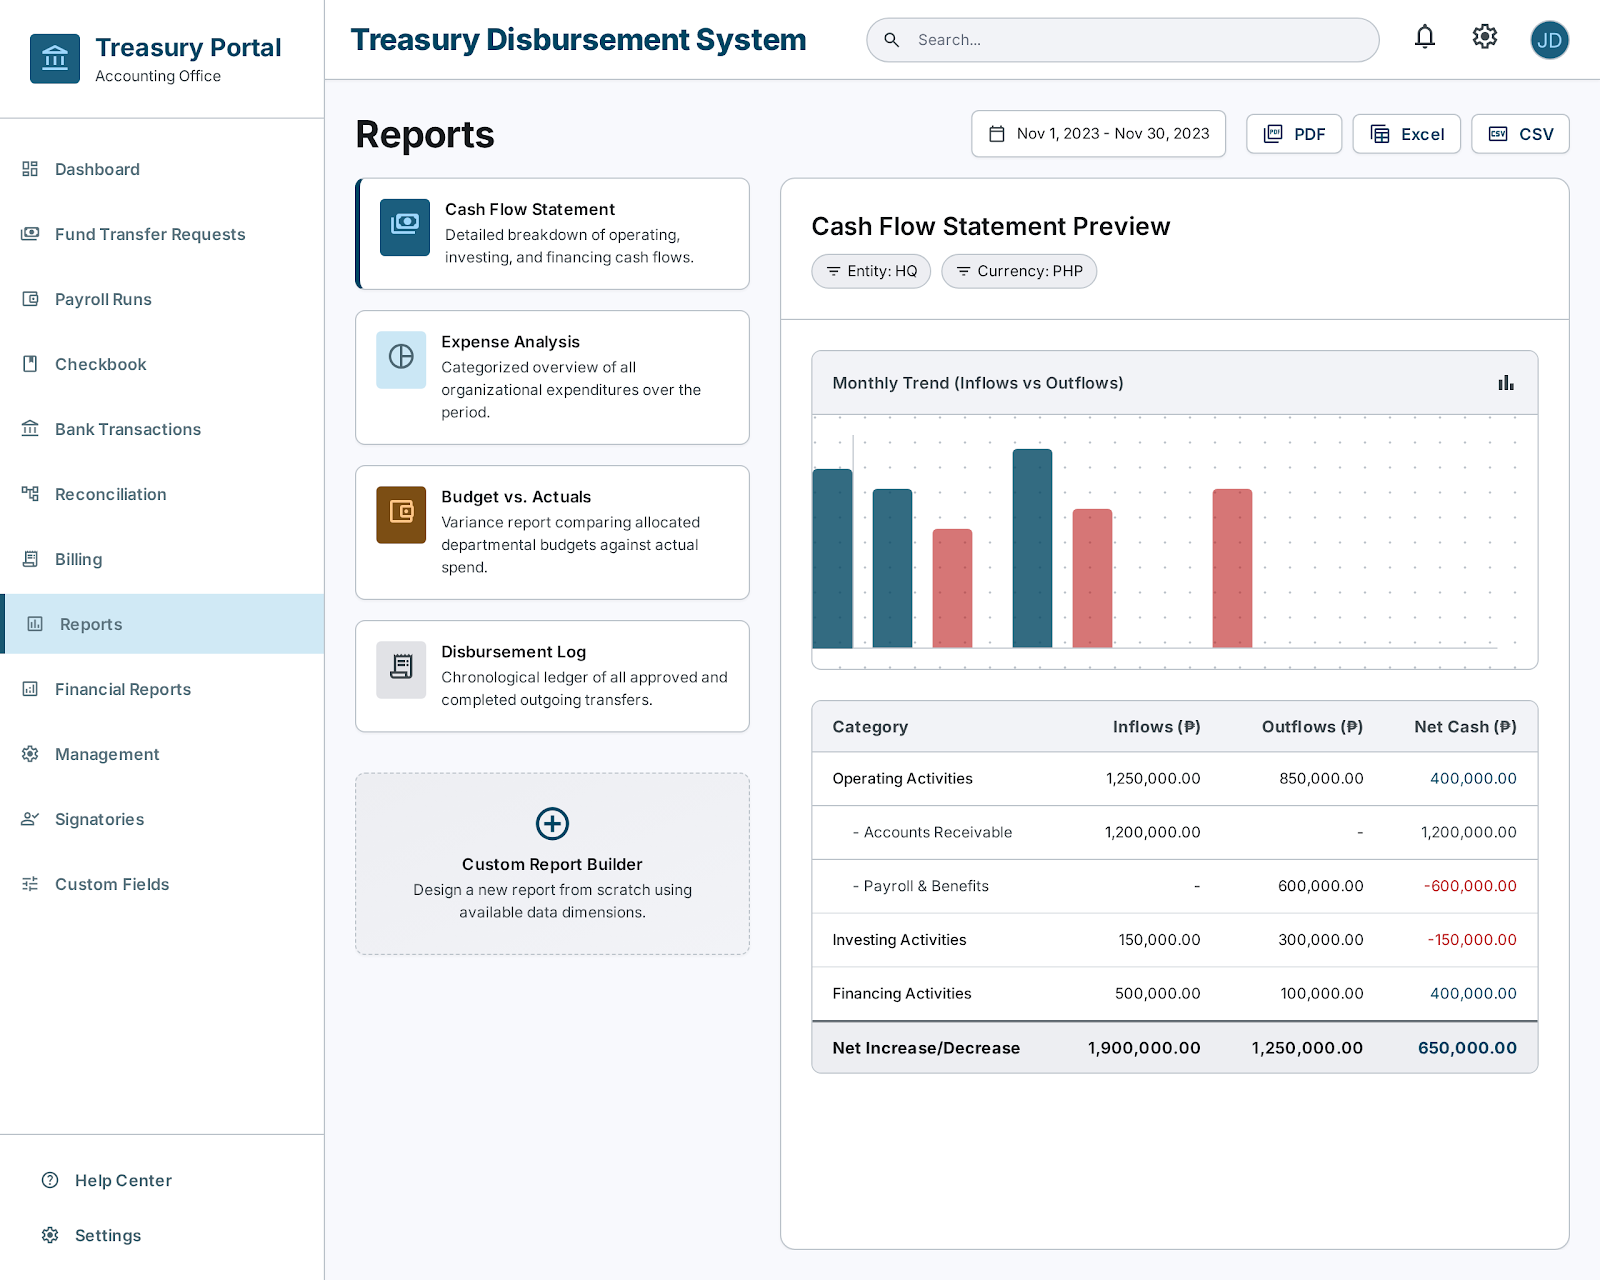 Treasury Portal
Accounting Office
Dashboard
Fund Transfer Requests
Payroll Runs
Checkbook
Bank Transactions
Reconciliation
Billing
Reports
Financial Reports
Management
Signatories
Custom Fields
Help Center
Settings
Treasury Disbursement System
Search...
JD
Reports
Nov 1, 2023 - Nov 30, 2023
PDF PDF
Excel
CSV CSV
Cash Flow Statement
Detailed breakdown of operating,
investing, and financing cash flows.
Expense Analysis
Categorized overview of all
organizational expenditures over the
period.
Budget vs. Actuals
Variance report comparing allocated
departmental budgets against actual
spend.
Disbursement Log
Chronological ledger of all approved and
completed outgoing transfers.
Custom Report Builder
Design a new report from scratch using
available data dimensions.
Cash Flow Statement Preview
Entity: HQ
Currency: PHP
Monthly Trend (Inflows vs Outflows)
Category Inflows (₱) Outflows (₱) Net Cash (₱)
Operating Activities 1,250,000.00 850,000.00 400,000.00
- Accounts Receivable 1,200,000.00 - 1,200,000.00
- Payroll & Benefits - 600,000.00 -600,000.00
Investing Activities 150,000.00 300,000.00 -150,000.00
Financing Activities 500,000.00 100,000.00 400,000.00
Net Increase/Decrease 1,900,000.00 1,250,000.00 650,000.00